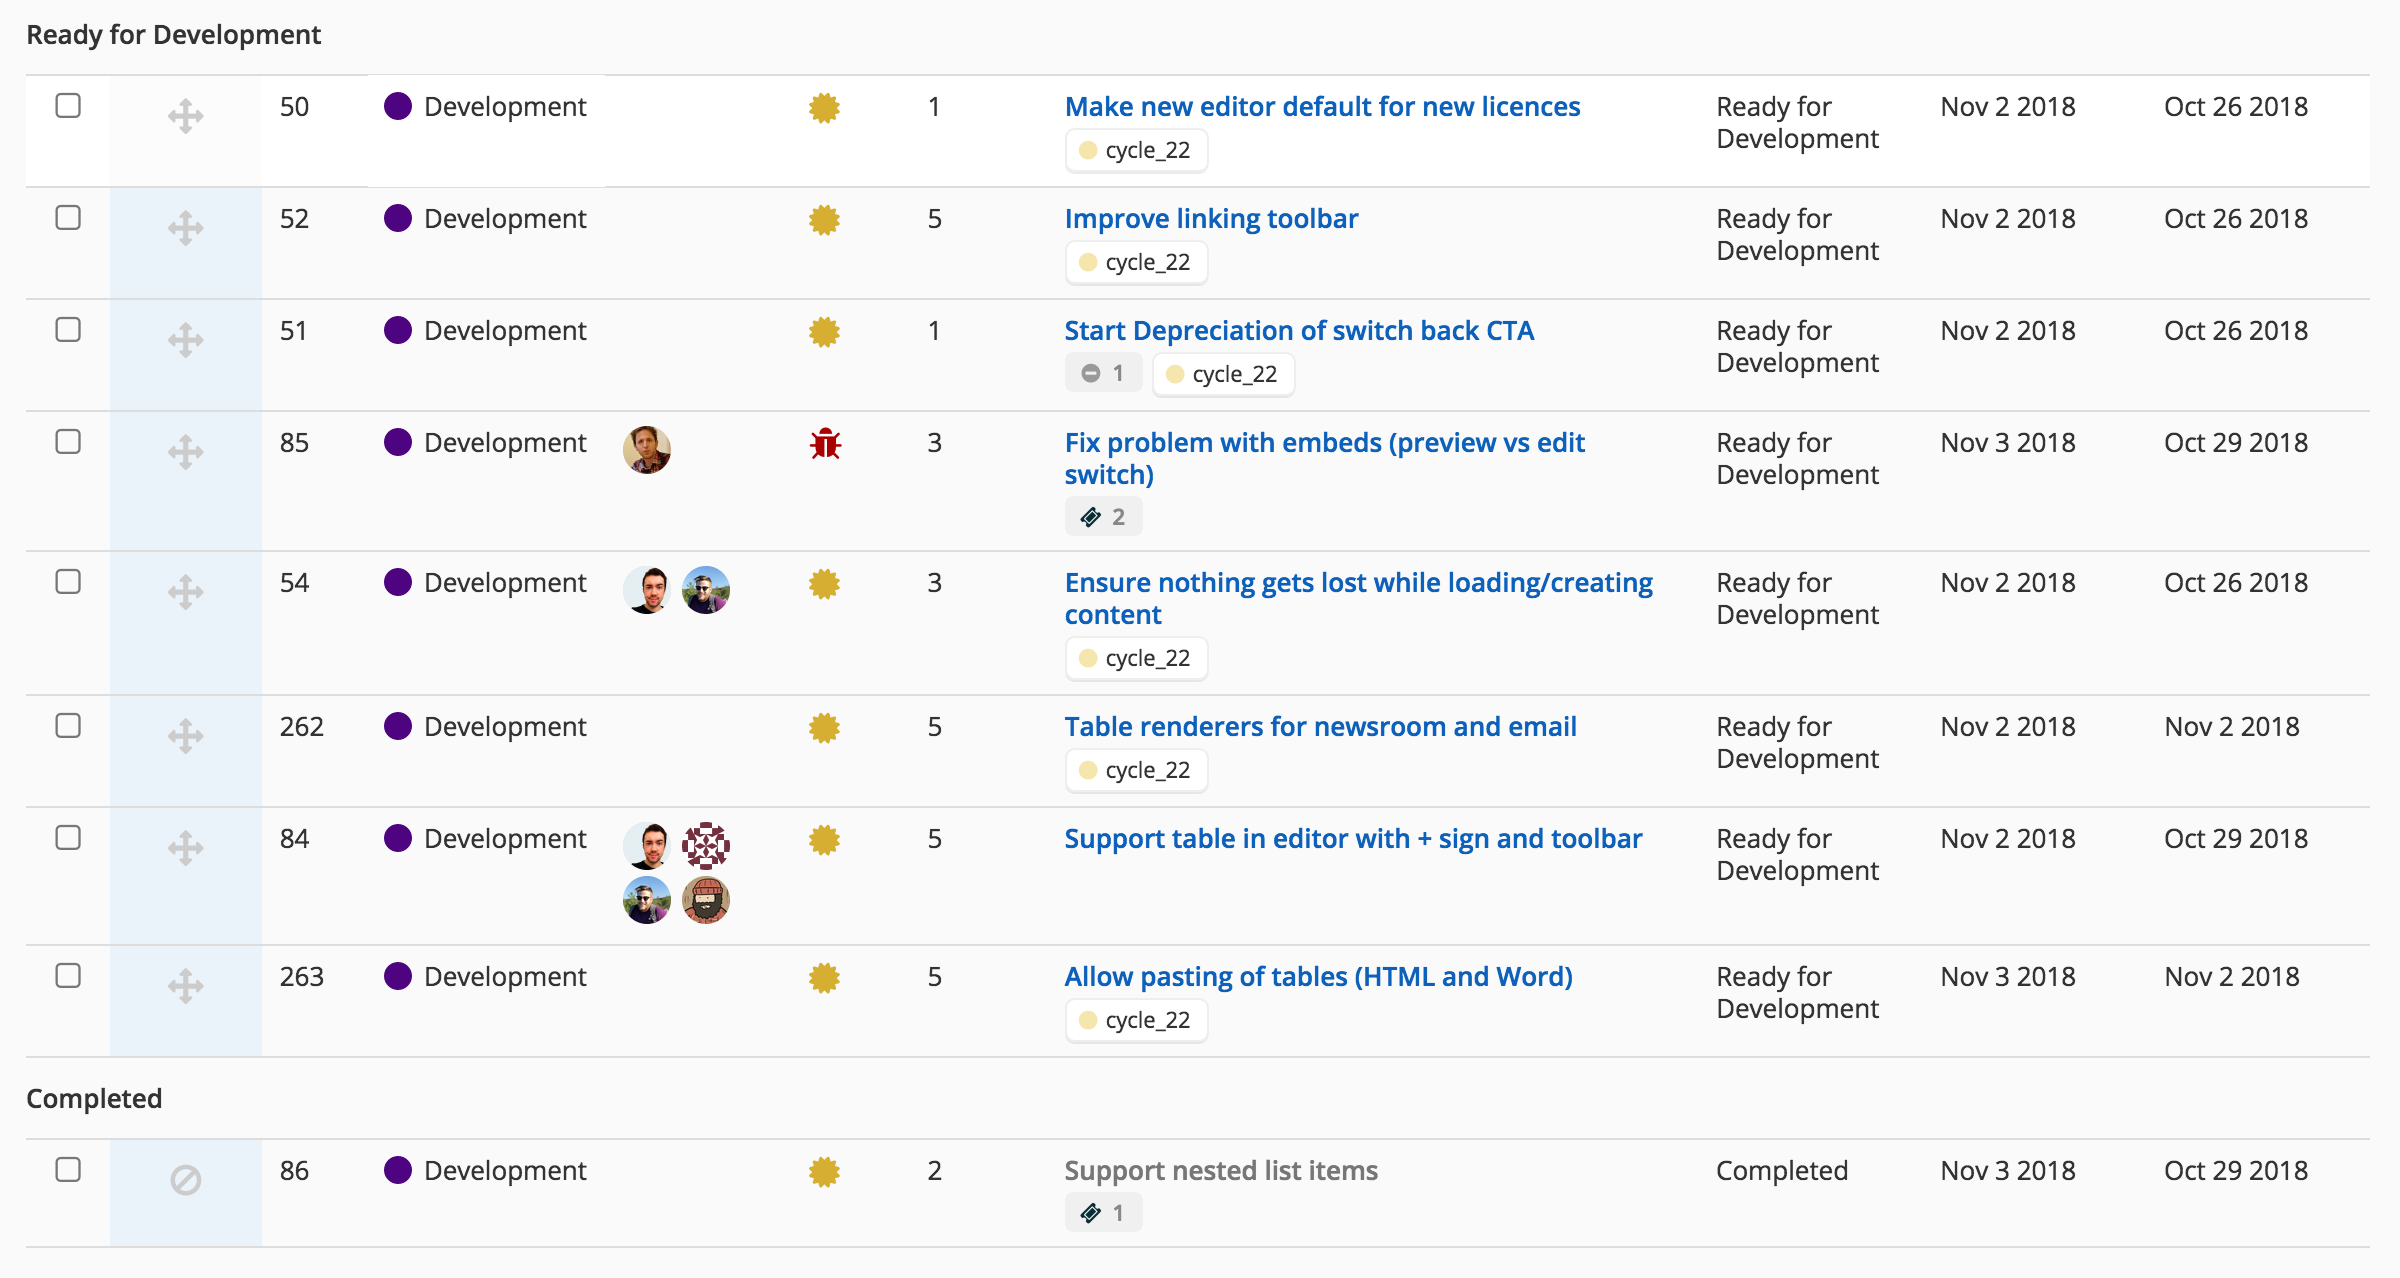 Ready for Development
50 Development 1 Make new editor default for new licences Ready for Nov 2 2018 Oct 26 2018
Development
cycle_22
52 Development 5 Improve linking toolbar Ready for Nov 2 2018 Oct 26 2018
Development
cycle_22
51 Development 1 Start Depreciation of switch back CTA Ready for Nov 2 2018 Oct 26 2018
Development
1 cycle_22
85 Development 3 Fix problem with embeds (preview vs edit Ready for Nov 3 2018 Oct 29 2018
switch) Development
2
54 Development 3 Ensure nothing gets lost while loading/creating Ready for Nov 2 2018 Oct 26 2018
content Development
cycle_22
262 Development 5 Table renderers for newsroom and email Ready for Nov 2 2018 Nov 2 2018
Development
cycle_22
84 Development 5 Support table in editor with + sign and toolbar Ready for Nov 2 2018 Oct 29 2018
Development
263 Development 5 Allow pasting of tables (HTML and Word) Ready for Nov 3 2018 Nov 2 2018
Development
cycle_22
Completed
86 Development 2 Support nested list items Completed Nov 3 2018 Oct 29 2018
1